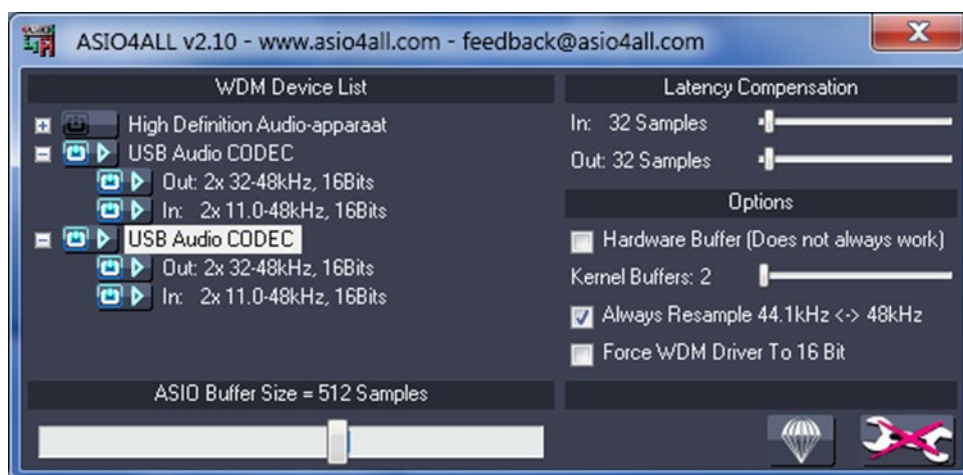 ASIO4ALL v2.10 - www.asio4all.com - feedback@asio4all.com
WDM Device List
High Definition Audio-apparaat
USB Audio CODEC
Out: 2x 32-48kHz, 16Bits
In: 2x 11.0-48kHz, 16Bits
USB Audio CODEC
Out: 2x 32-48kHz, 16Bits
In: 2x 11.0-48kHz, 16Bits
ASIO Buffer Size = 512 Samples
Latency Compensation
In: 32 Samples
Out: 32 Samples
Options
Hardware Buffer (Does not always work)
Kernel Buffers: 2
Always Resample 44.1kHz <-> 48kHz
Force WDM Driver To 16 Bit